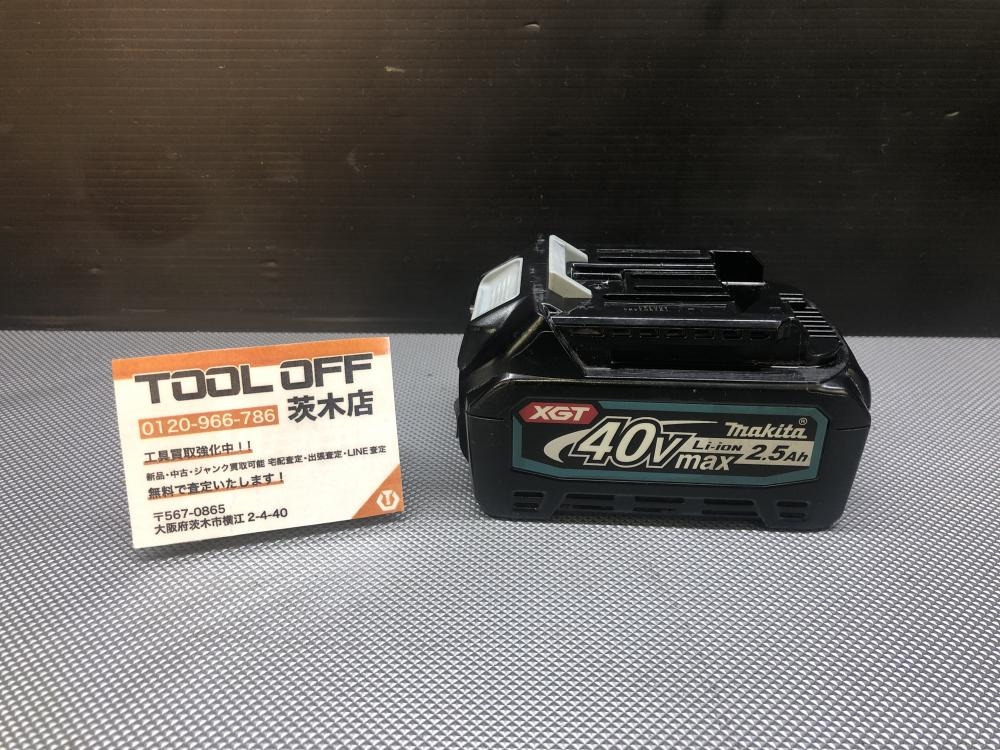 TOOL OFF
0120-966-786 茨木店
工具買取強化中!!
新品・中古・ジャンク買取可能 宅配査定・出張査定・LINE査定
無料で査定いたします!
〒567-0865
大阪府茨木市横江 2-4-40
XGT
40Vmax
makita®
Li-ion 2.5Ah